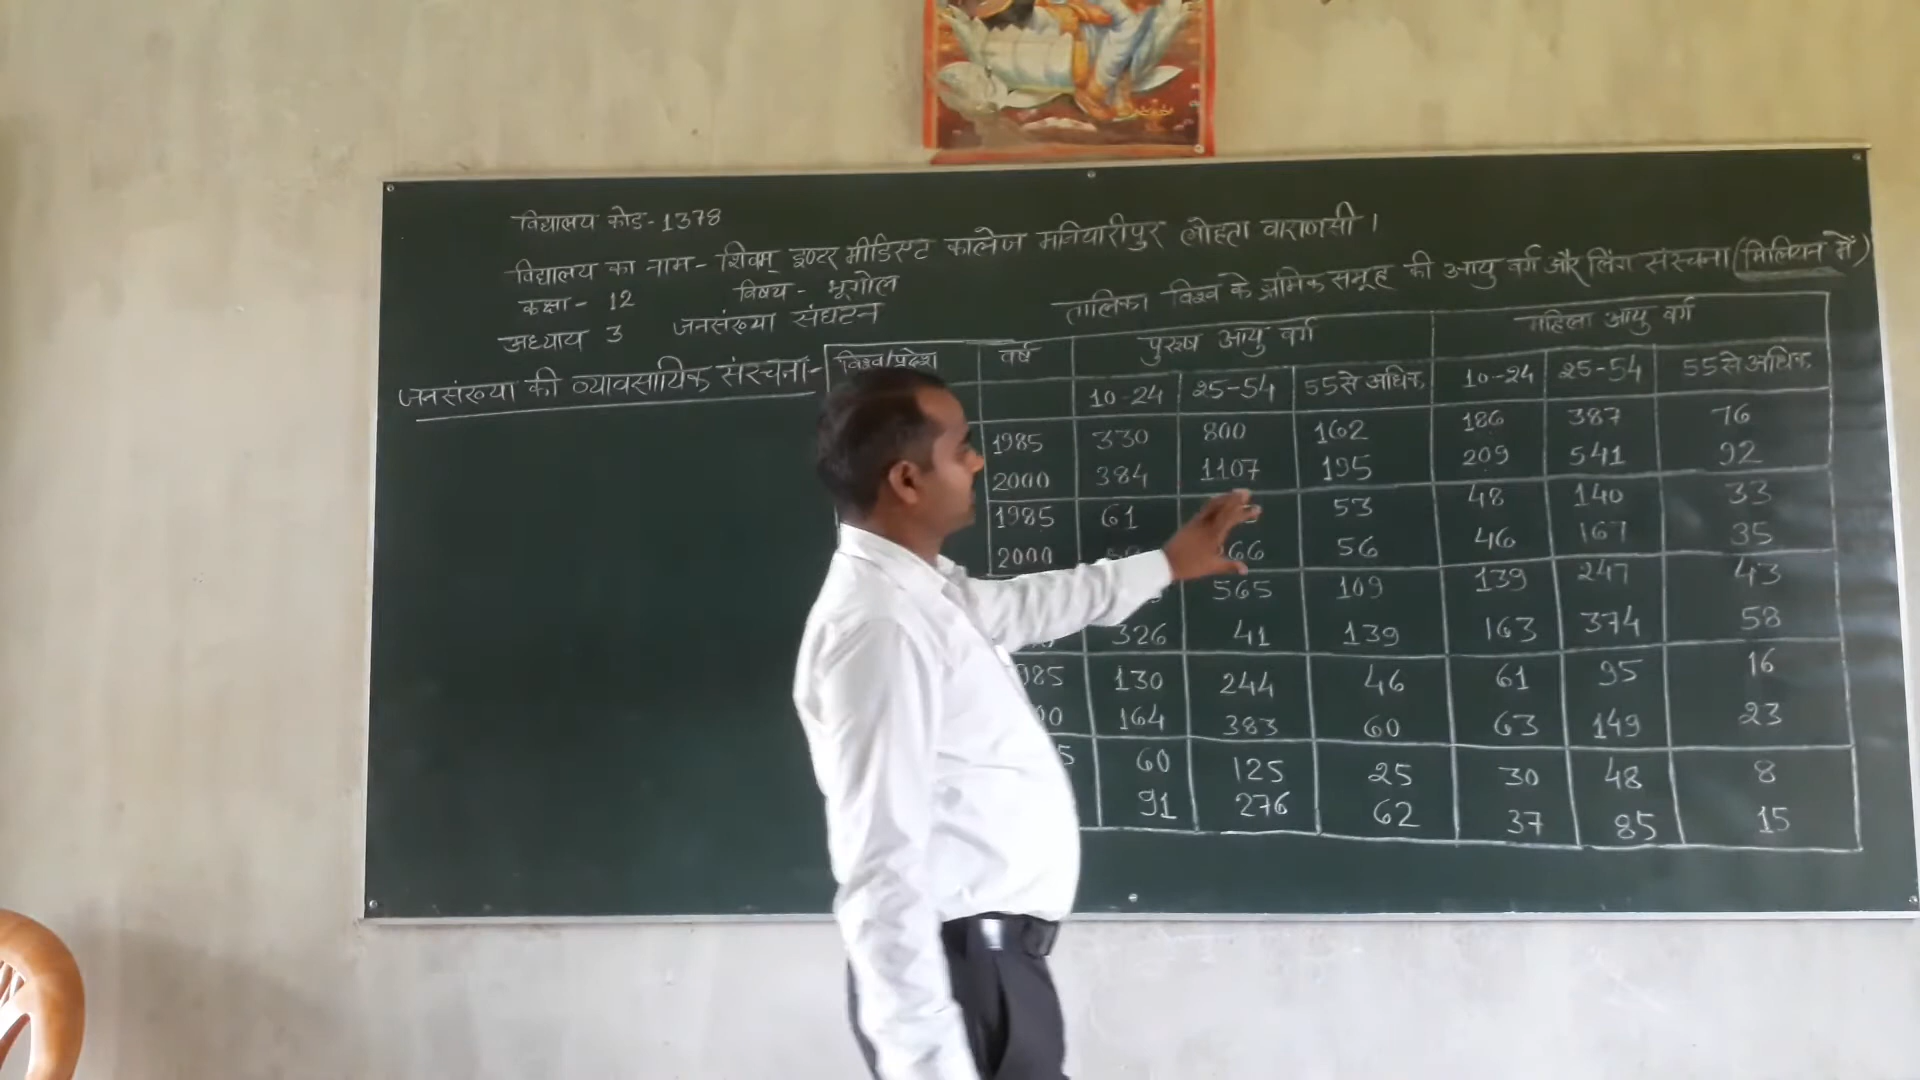 विद्यालय कोड-1378
विद्यालय का नाम- शिवम् इण्टर मीडिएट कालेज मनियारीपुर लोहता वाराणसी।
कक्षा- 12 विषय- भूगोल
अध्याय 3 जनसंख्या संघटन
जनसंख्या की व्यावसायिक संरचना-
तालिका विश्व के श्रमिक समूह की आयु वर्ग और लिंग संरचना (मिलियन में)
विश्व/प्रदेश वर्ष पुरुष आयु वर्ग महिला आयु वर्ग
10-24 25-54 55 से अधिक 10-24 25-54 55 से अधिक
1985 330 800 162 186 387 76
2000 384 1107 195 209 541 92
1985 61 53 48 140 33
2000 56 46 167 35
565 109 139 247 43
326 41 139 163 374 58
130 244 46 61 95 16
164 383 60 63 149 23
60 125 25 30 48 8
91 276 62 37 85 15